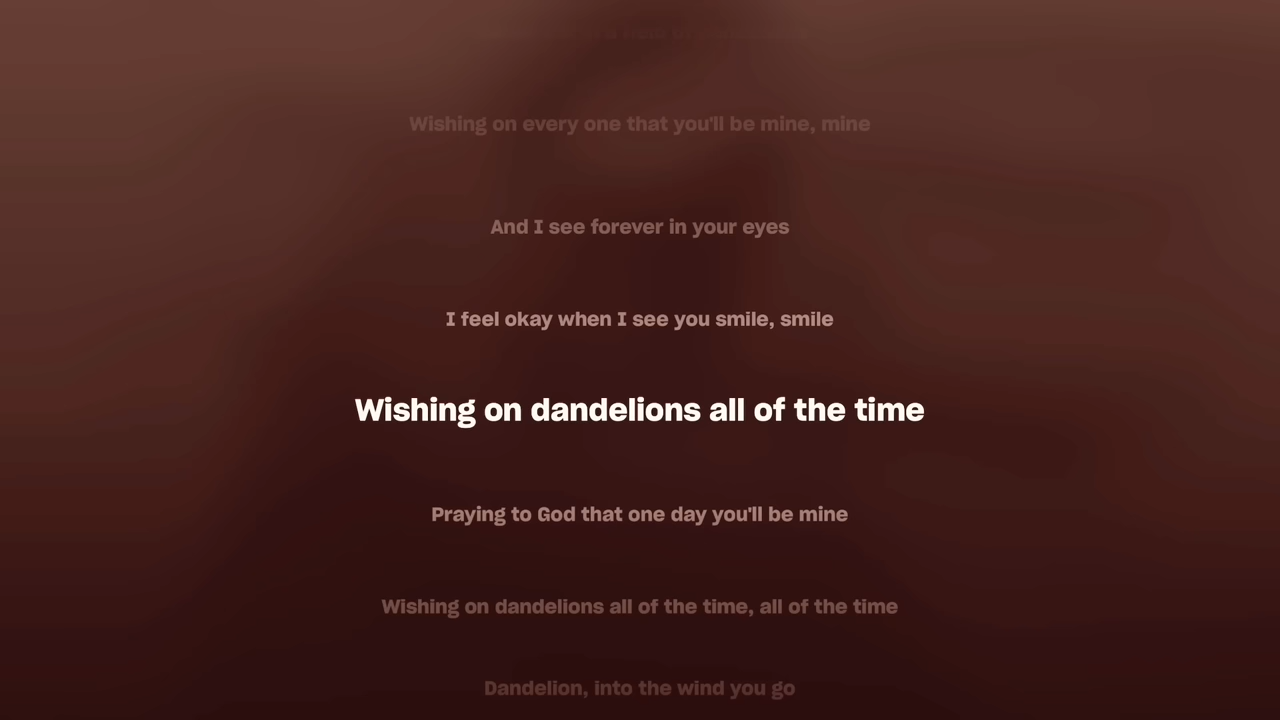 Wishing on every one that you'll be mine, mine
And I see forever in your eyes
I feel okay when I see you smile, smile
Wishing on dandelions all of the time
Praying to God that one day you'll be mine
Wishing on dandelions all of the time, all of the time
Dandelion, into the wind you go